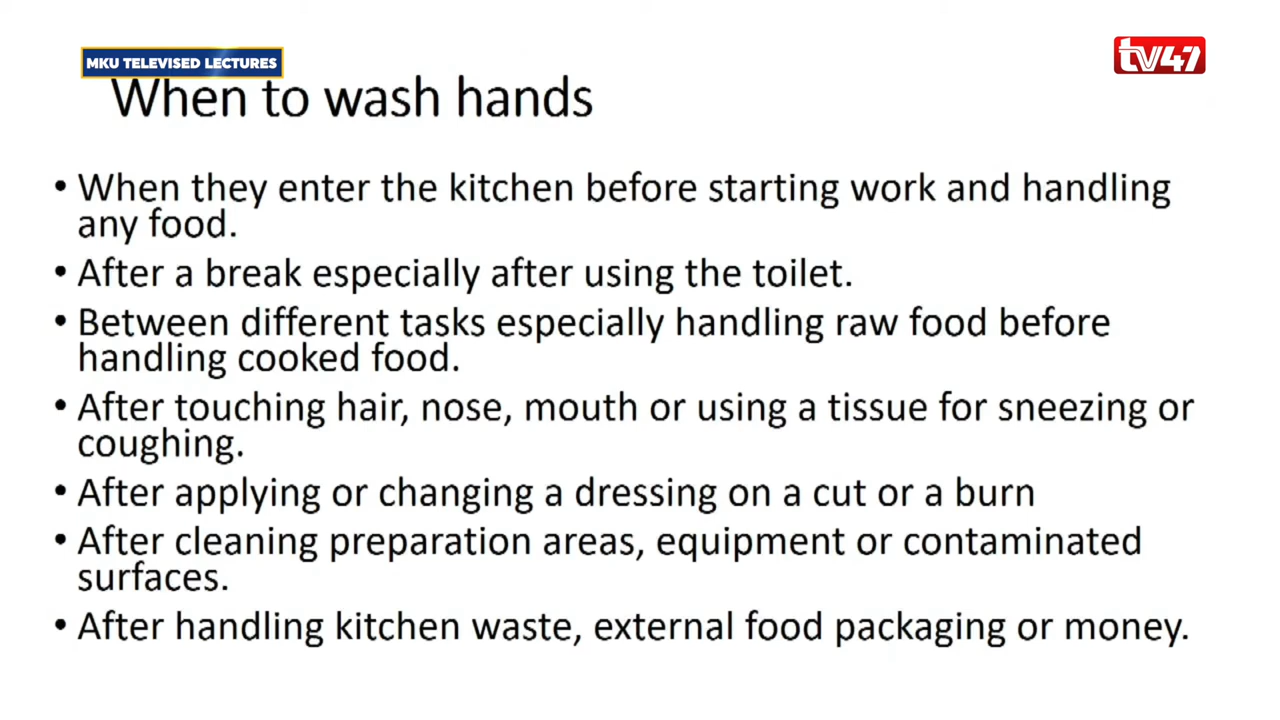 MKU TELEVISED LECTURES
tv47
When to wash hands
• When they enter the kitchen before starting work and handling
any food.
• After a break especially after using the toilet.
• Between different tasks especially handling raw food before
handling cooked food.
• After touching hair, nose, mouth or using a tissue for sneezing or
coughing.
• After applying or changing a dressing on a cut or a burn
• After cleaning preparation areas, equipment or contaminated
surfaces.
• After handling kitchen waste, external food packaging or money.